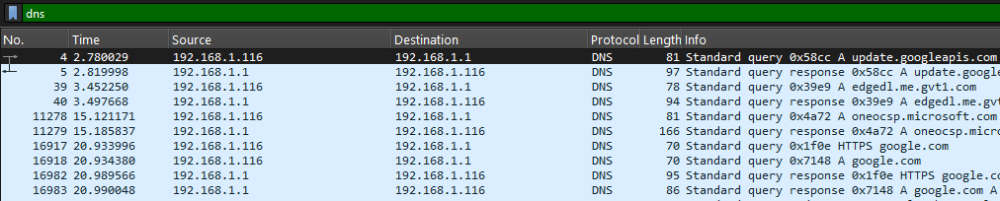 dns
No. Time Source Destination Protocol Length Info
4 2.780029 192.168.1.116 192.168.1.1 DNS 81 Standard query 0x58cc A update.googleapis.com
5 2.819998 192.168.1.1 192.168.1.116 DNS 97 Standard query response 0x58cc A update.google
39 3.452250 192.168.1.116 192.168.1.1 DNS 78 Standard query 0x39e9 A edgedl.me.gvt1.com
40 3.497668 192.168.1.1 192.168.1.116 DNS 94 Standard query response 0x39e9 A edgedl.me.gv
11278 15.121171 192.168.1.116 192.168.1.1 DNS 81 Standard query 0x4a72 A oneocsp.microsoft.com
11279 15.185837 192.168.1.1 192.168.1.116 DNS 166 Standard query response 0x4a72 A oneocsp.micr
16917 20.933996 192.168.1.116 192.168.1.1 DNS 70 Standard query 0x1f0e HTTPS google.com
16918 20.934380 192.168.1.116 192.168.1.1 DNS 70 Standard query 0x7148 A google.com
16982 20.989566 192.168.1.1 192.168.1.116 DNS 95 Standard query response 0x1f0e HTTPS google.c
16983 20.990048 192.168.1.1 192.168.1.116 DNS 86 Standard query response 0x7148 A google.com A